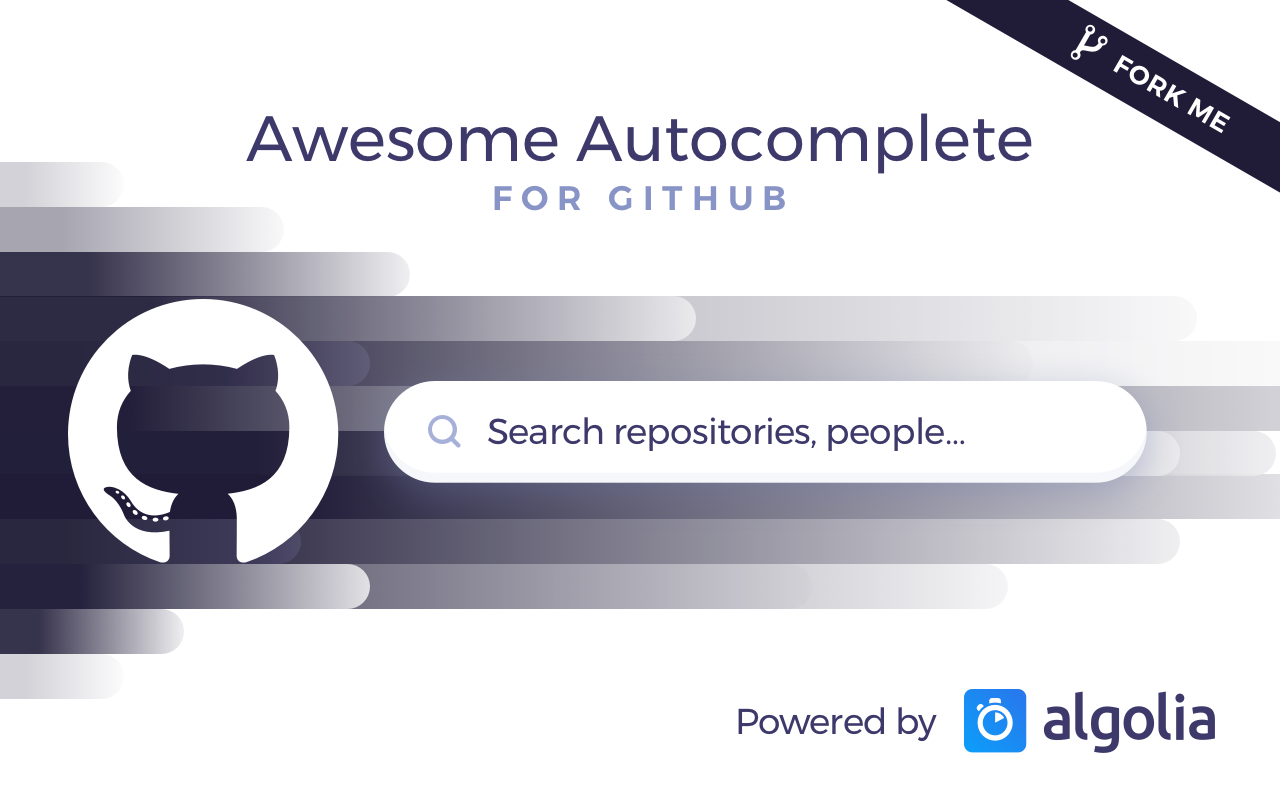 FORK ME
Awesome Autocomplete
FOR GITHUB
Search repositories, people...
Powered by algolia